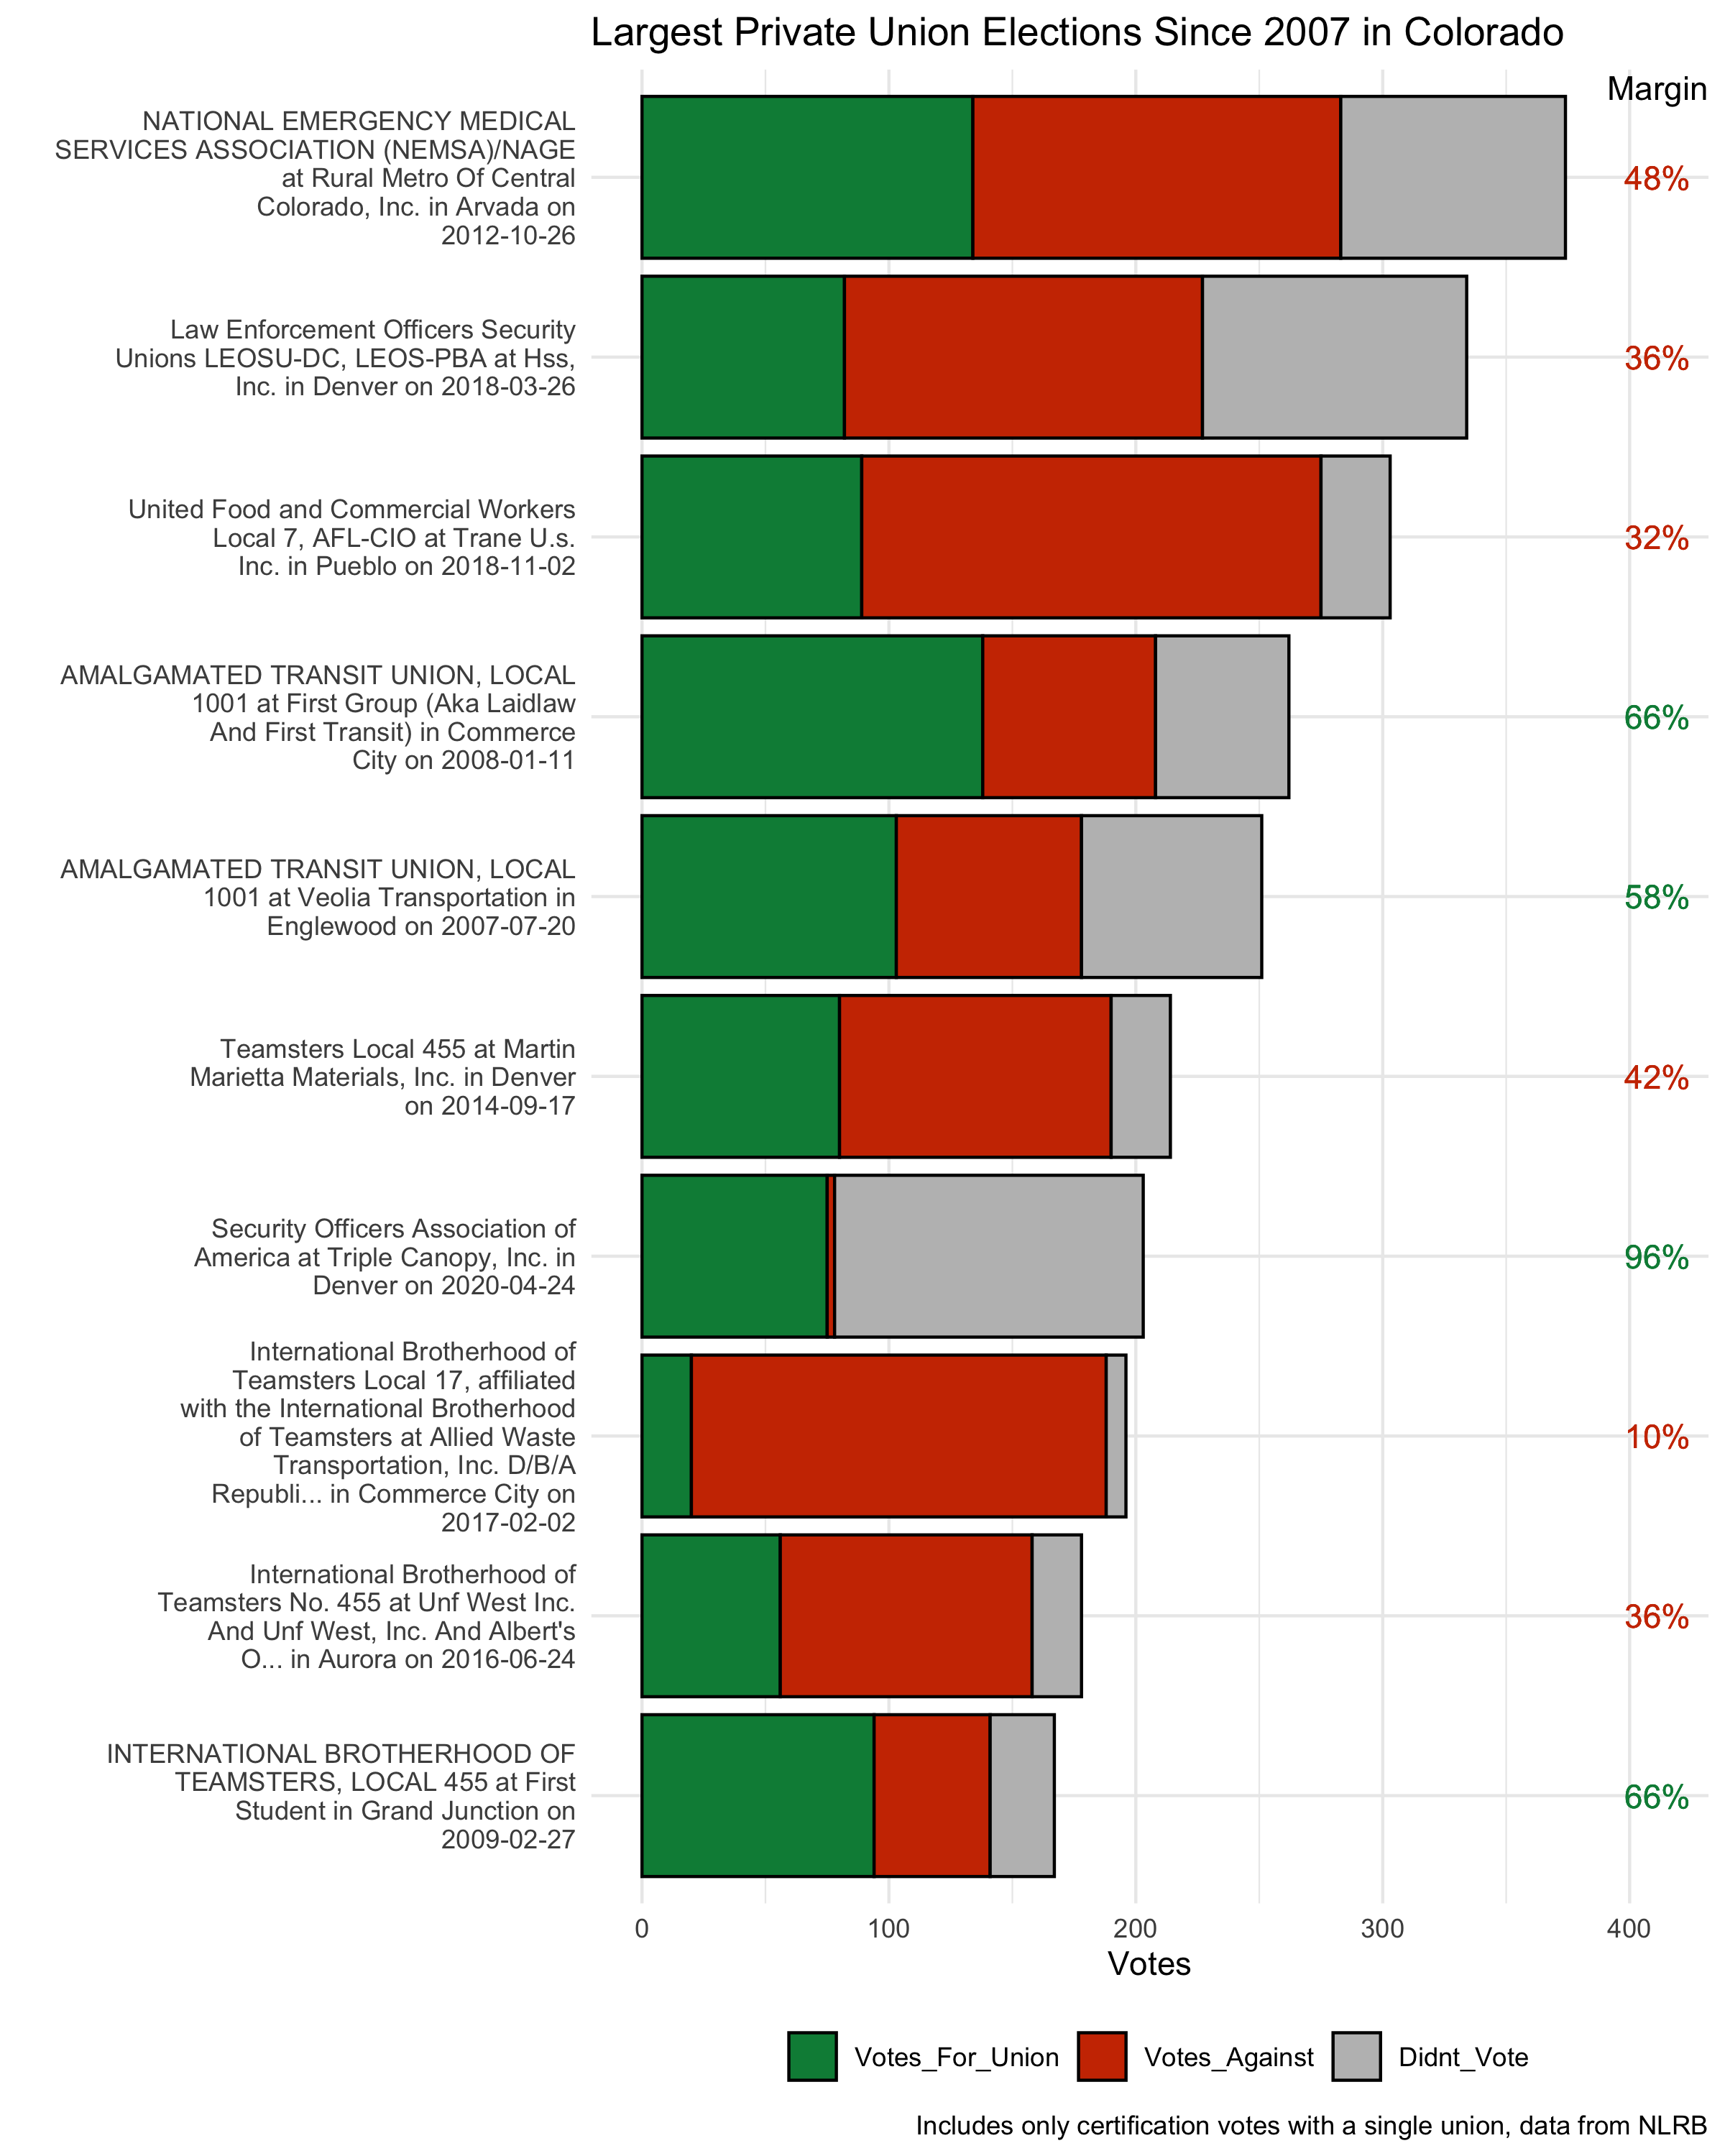 Largest Private Union Elections Since 2007 in Colorado
Margin
NATIONAL EMERGENCY MEDICAL
SERVICES ASSOCIATION (NEMSA)/NAGE
at Rural Metro Of Central
Colorado, Inc. in Arvada on
2012-10-26
48%
Law Enforcement Officers Security
Unions LEOSU-DC, LEOS-PBA at Hss,
Inc. in Denver on 2018-03-26
36%
United Food and Commercial Workers
Local 7, AFL-CIO at Trane U.s.
Inc. in Pueblo on 2018-11-02
32%
AMALGAMATED TRANSIT UNION, LOCAL
1001 at First Group (Aka Laidlaw
And First Transit) in Commerce
City on 2008-01-11
66%
AMALGAMATED TRANSIT UNION, LOCAL
1001 at Veolia Transportation in
Englewood on 2007-07-20
58%
Teamsters Local 455 at Martin
Marietta Materials, Inc. in Denver
on 2014-09-17
42%
Security Officers Association of
America at Triple Canopy, Inc. in
Denver on 2020-04-24
96%
International Brotherhood of
Teamsters Local 17, affiliated
with the International Brotherhood
of Teamsters at Allied Waste
Transportation, Inc. D/B/A
Republi... in Commerce City on
2017-02-02
10%
International Brotherhood of
Teamsters No. 455 at Unf West Inc.
And Unf West, Inc. And Albert's
O... in Aurora on 2016-06-24
36%
INTERNATIONAL BROTHERHOOD OF
TEAMSTERS, LOCAL 455 at First
Student in Grand Junction on
2009-02-27
66%
0 100 200 300 400
Votes
Votes_For_Union Votes_Against Didnt_Vote
Includes only certification votes with a single union, data from NLRB